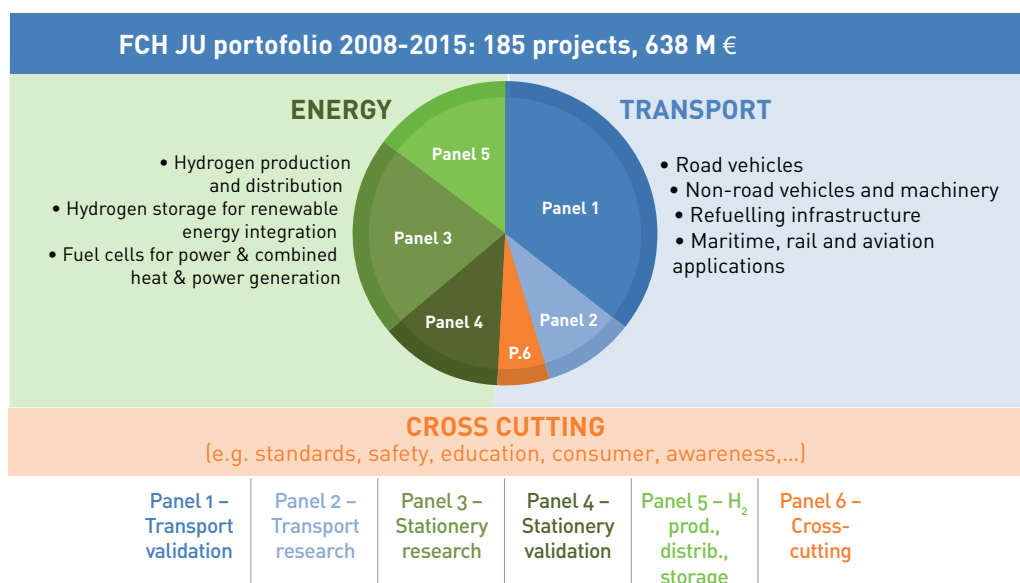 FCH JU portofolio 2008-2015: 185 projects, 638 M €
ENERGY
• Hydrogen production
and distribution
• Hydrogen storage for renewable
energy integration
• Fuel cells for power & combined
heat & power generation
Panel 5
Panel 1
Panel 3
Panel 4
Panel 2
P.6
TRANSPORT
• Road vehicles
• Non-road vehicles and machinery
• Refuelling infrastructure
• Maritime, rail and aviation
applications
CROSS CUTTING
(e.g. standards, safety, education, consumer, awareness,...)
Panel 1 –
Transport
validation
Panel 2 –
Transport
research
Panel 3 –
Stationery
research
Panel 4 –
Stationery
validation
Panel 5 – H₂
prod.,
distrib.,
storage
Panel 6 –
Cross-
cutting